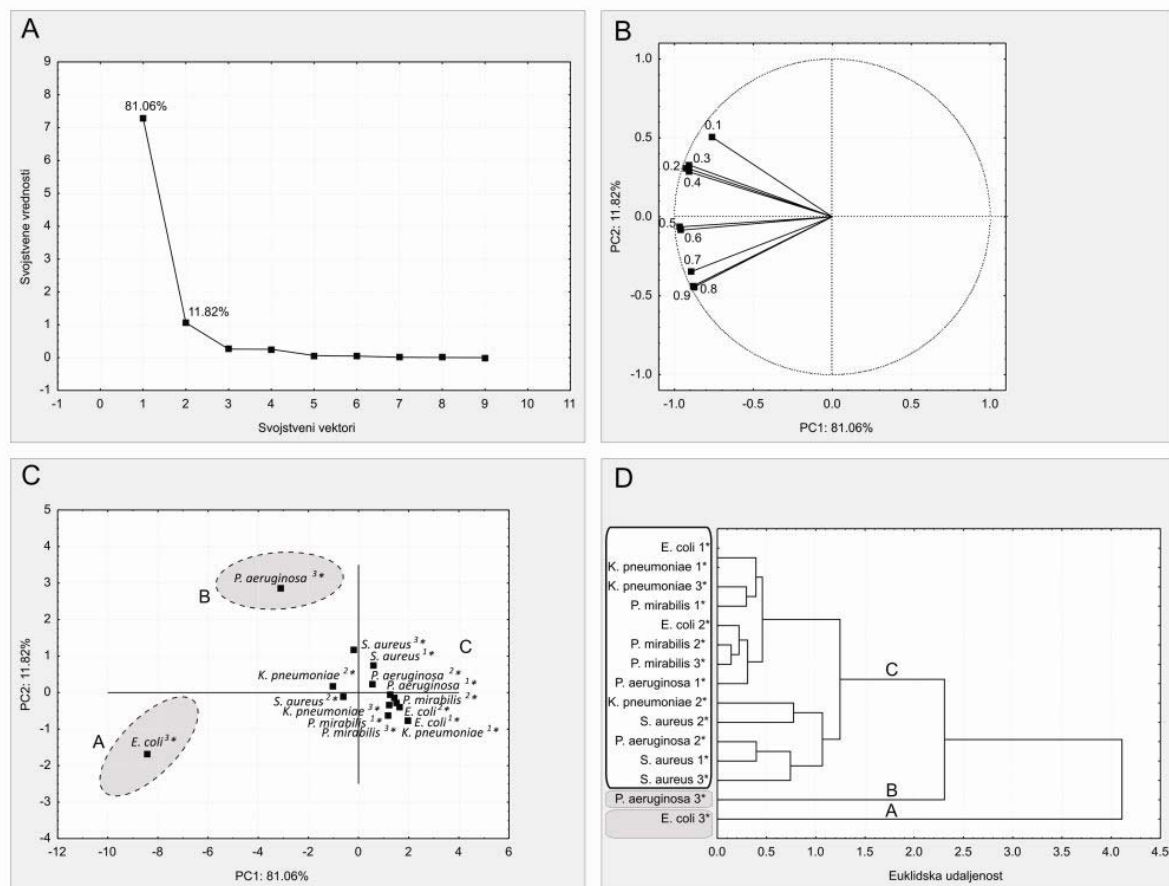 A
9
8
7
6
5
4
3
2
1
0
-1
81.06%
11.82%
Svojstvene vrednosti
-1 0 1 2 3 4 5 6 7 8 9 10 11
Svojstveni vektori
B
1.0
0.5
0.0
-0.5
-1.0
0.1
0.2
0.3
0.4
0.5
0.6
0.7
0.8
0.9
PC2: 11.82%
-1.0 -0.5 0.0 0.5 1.0
PC1: 81.06%
C
5
4
3
2
1
0
-1
-2
-3
-4
P. aeruginosa 3*
B
S. aureus 3*
C
S. aureus 1*
K. pneumoniae 2*
P. aeruginosa 2*
P. aeruginosa 1*
S. aureus 2*
P. mirabilis 2*
K. pneumoniae 3*
E. coli 2*
P. mirabilis 1*
E. coli 1*
P. mirabilis 3*
K. pneumoniae 1*
A
E. coli 3*
PC2: 11.82%
-12 -10 -8 -6 -4 -2 0 2 4 6
PC1: 81.06%
D
E. coli 1*
K. pneumoniae 1*
K. pneumoniae 3*
P. mirabilis 1*
E. coli 2*
P. mirabilis 2*
P. mirabilis 3*
P. aeruginosa 1*
K. pneumoniae 2*
S. aureus 2*
P. aeruginosa 2*
S. aureus 1*
S. aureus 3*
P. aeruginosa 3*
E. coli 3*
C
B
A
0.0 0.5 1.0 1.5 2.0 2.5 3.0 3.5 4.0 4.5
Euklidska udaljenost